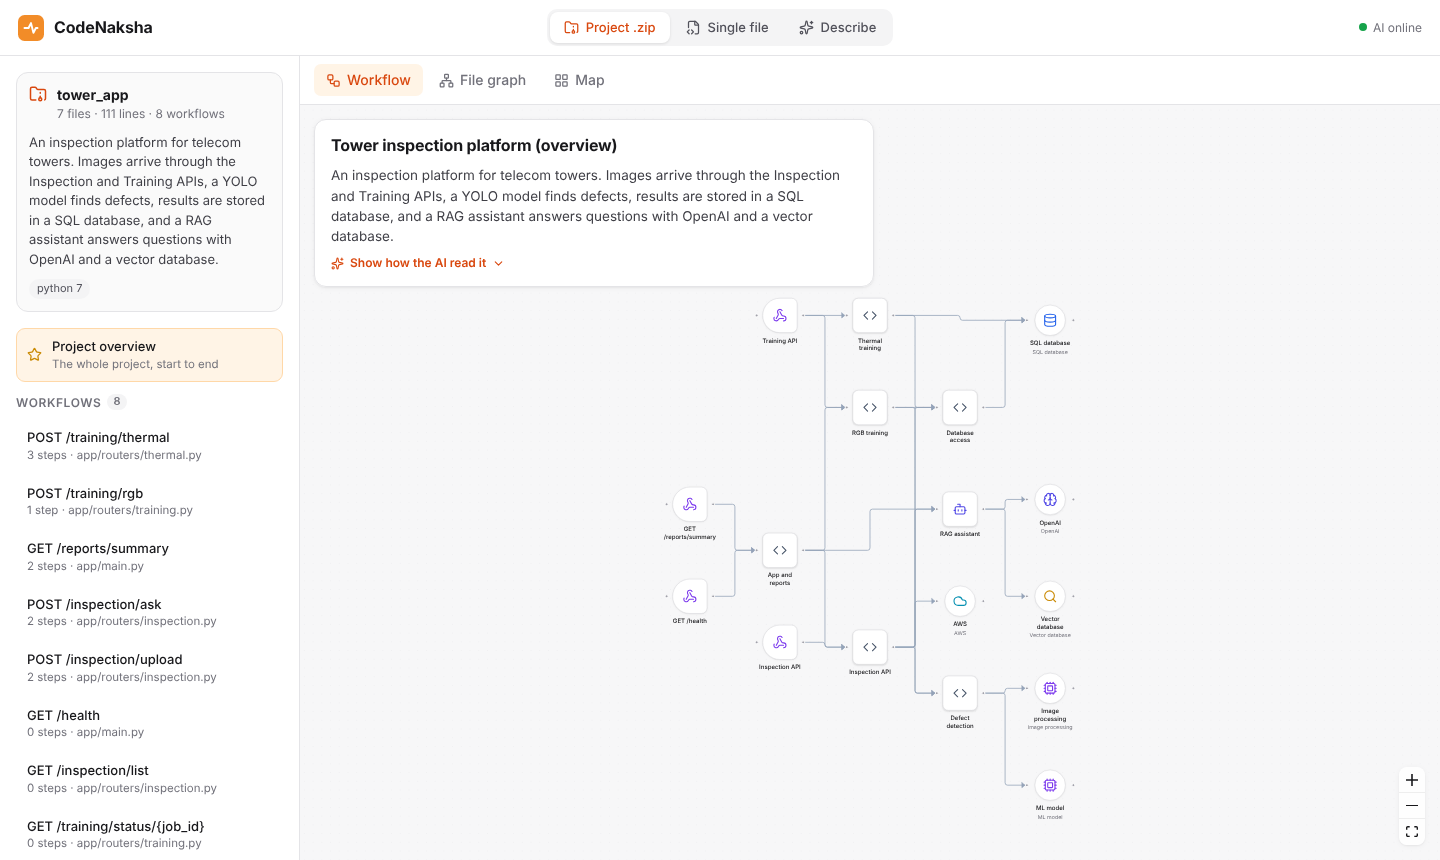 CodeNaksha
Project .zip
Single file
Describe
AI online
tower_app
7 files · 111 lines · 8 workflows
An inspection platform for telecom
towers. Images arrive through the
Inspection and Training APIs, a YOLO
model finds defects, results are stored
in a SQL database, and a RAG
assistant answers questions with
OpenAI and a vector database.
python 7
Project overview
The whole project, start to end
WORKFLOWS 8
POST /training/thermal
3 steps · app/routers/thermal.py
POST /training/rgb
1 step · app/routers/training.py
GET /reports/summary
2 steps · app/main.py
POST /inspection/ask
2 steps · app/routers/inspection.py
POST /inspection/upload
2 steps · app/routers/inspection.py
GET /health
0 steps · app/main.py
GET /inspection/list
0 steps · app/routers/inspection.py
GET /training/status/{job_id}
0 steps · app/routers/training.py
Workflow
File graph
Map
Tower inspection platform (overview)
An inspection platform for telecom towers. Images arrive through the Inspection
and Training APIs, a YOLO model finds defects, results are stored in a SQL
database, and a RAG assistant answers questions with OpenAI and a vector
database.
Show how the AI read it
Training API
Thermal
training
SQL database
SQL database
RGB training
Database
access
GET
/reports/summary
App and
reports
GET /health
RAG assistant
OpenAI
OpenAI
AWS
AWS
Vector
database
Vector database
Inspection API
Inspection API
Defect
detection
Image
processing
Image processing
ML model
ML model